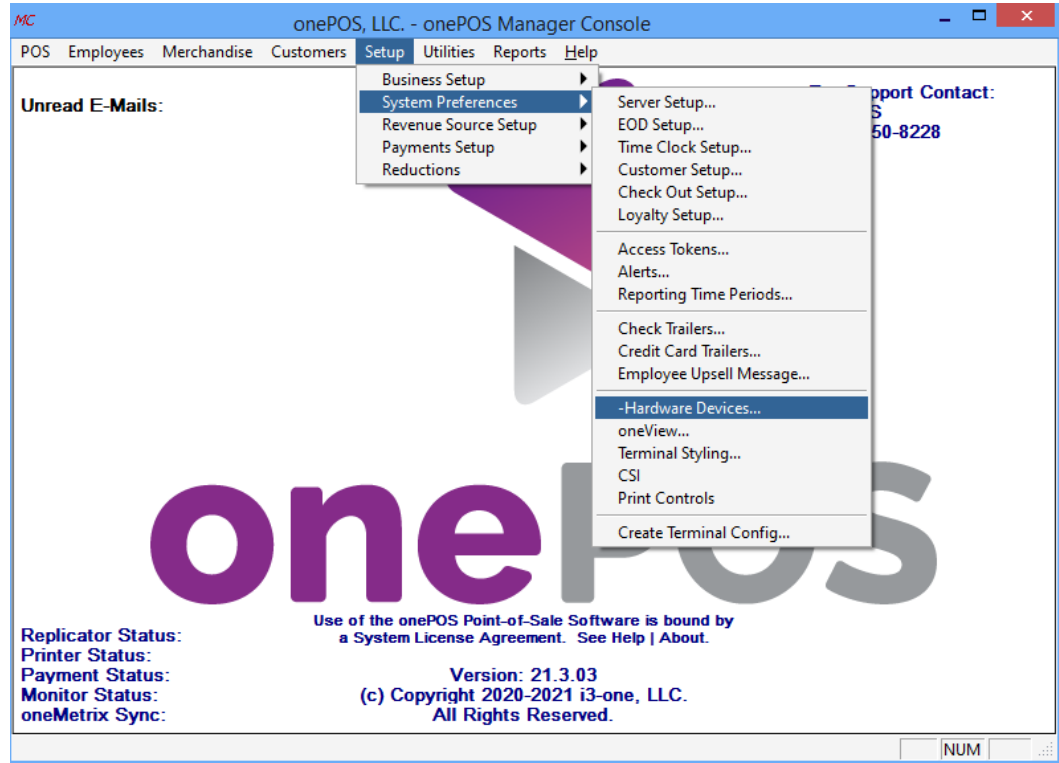 MC onePOS, LLC. - onePOS Manager Console
POS Employees Merchandise Customers Setup Utilities Reports Help
Unread E-Mails:
Business Setup
System Preferences
Revenue Source Setup
Payments Setup
Reductions
Server Setup...
EOD Setup...
Time Clock Setup...
Customer Setup...
Check Out Setup...
Loyalty Setup...
Access Tokens...
Alerts...
Reporting Time Periods...
Check Trailers...
Credit Card Trailers...
Employee Upsell Message...
-Hardware Devices...
oneView...
Terminal Styling...
CSI
Print Controls
Create Terminal Config...
Contact:
50-8228
onePOS
Use of the onePOS Point-of-Sale Software is bound by
a System License Agreement. See Help | About.
Replicator Status:
Printer Status:
Payment Status:
Monitor Status:
oneMetrix Sync:
Version: 21.3.03
(c) Copyright 2020-2021 i3-one, LLC.
All Rights Reserved.
NUM